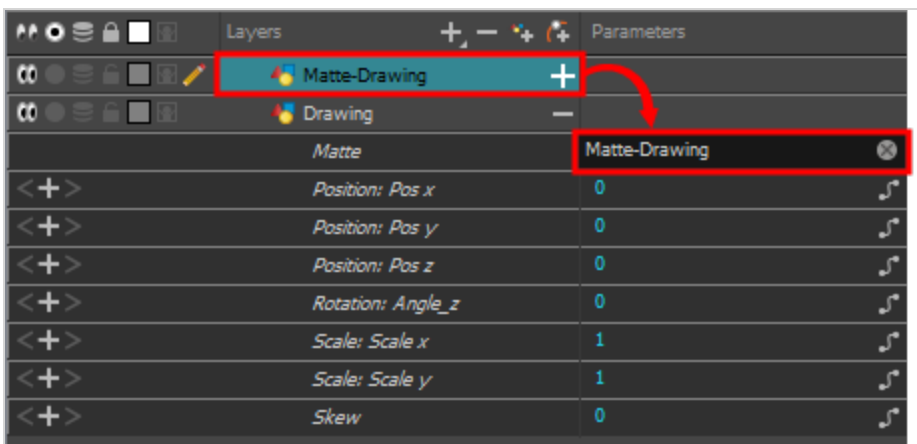 Layers Parameters
Matte-Drawing
Drawing
Matte Matte-Drawing
Position: Pos x 0
Position: Pos y 0
Position: Pos z 0
Rotation: Angle_z 0
Scale: Scale x 1
Scale: Scale y 1
Skew 0